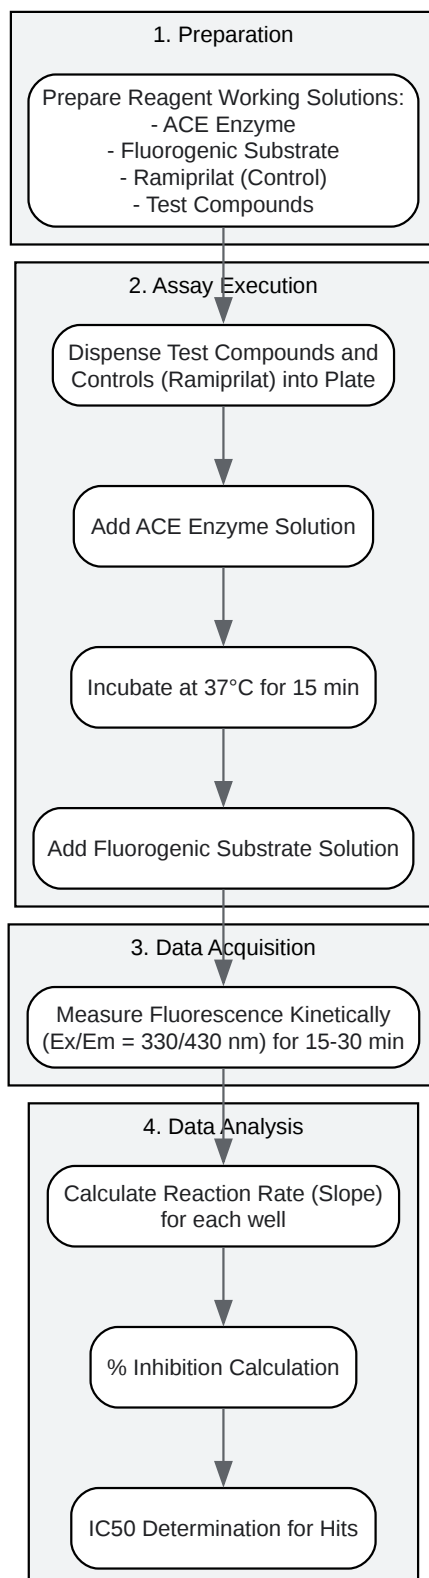 1. Preparation
Prepare Reagent Working Solutions:
- ACE Enzyme
- Fluorogenic Substrate
- Ramiprilat (Control)
- Test Compounds
2. Assay Execution
Dispense Test Compounds and
Controls (Ramiprilat) into Plate
Add ACE Enzyme Solution
Incubate at 37°C for 15 min
Add Fluorogenic Substrate Solution
3. Data Acquisition
Measure Fluorescence Kinetically
(Ex/Em = 330/430 nm) for 15-30 min
4. Data Analysis
Calculate Reaction Rate (Slope)
for each well
% Inhibition Calculation
IC50 Determination for Hits